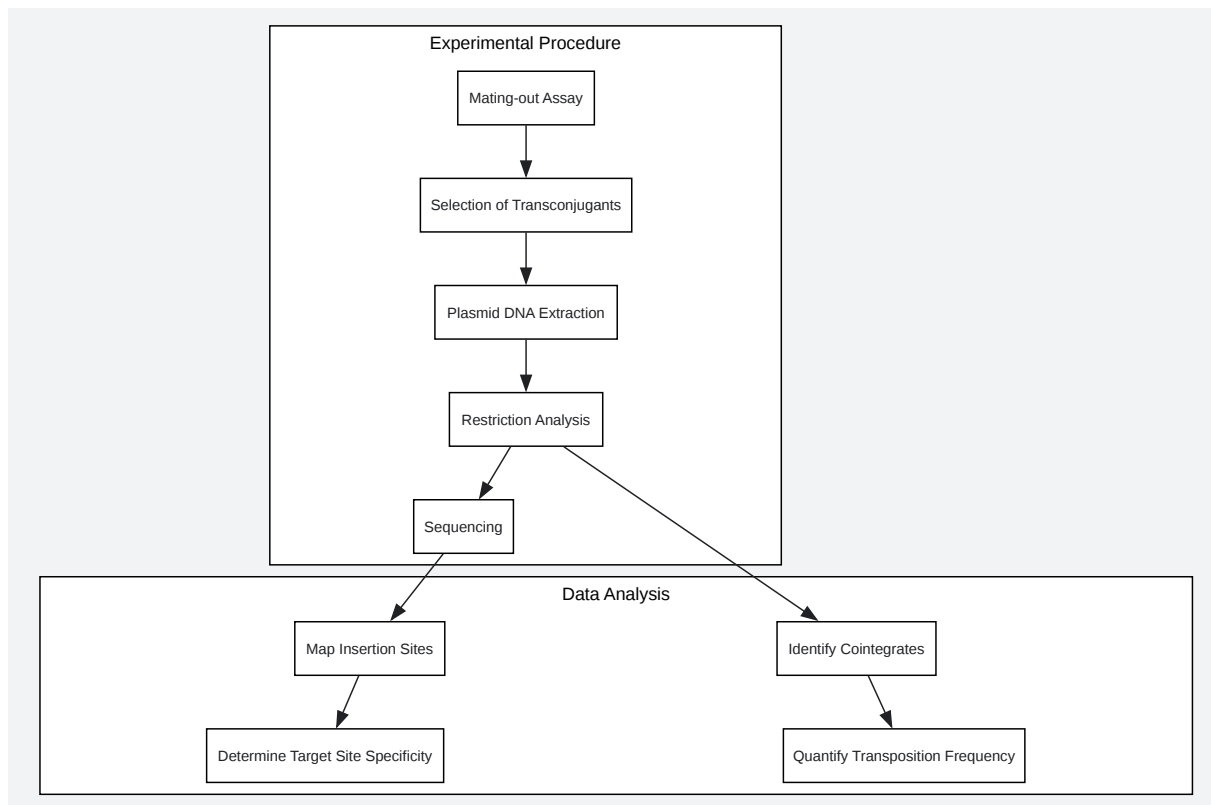 Experimental Procedure
Mating-out Assay
Selection of Transconjugants
Plasmid DNA Extraction
Restriction Analysis
Sequencing
Data Analysis
Map Insertion Sites
Identify Cointegrates
Determine Target Site Specificity
Quantify Transposition Frequency